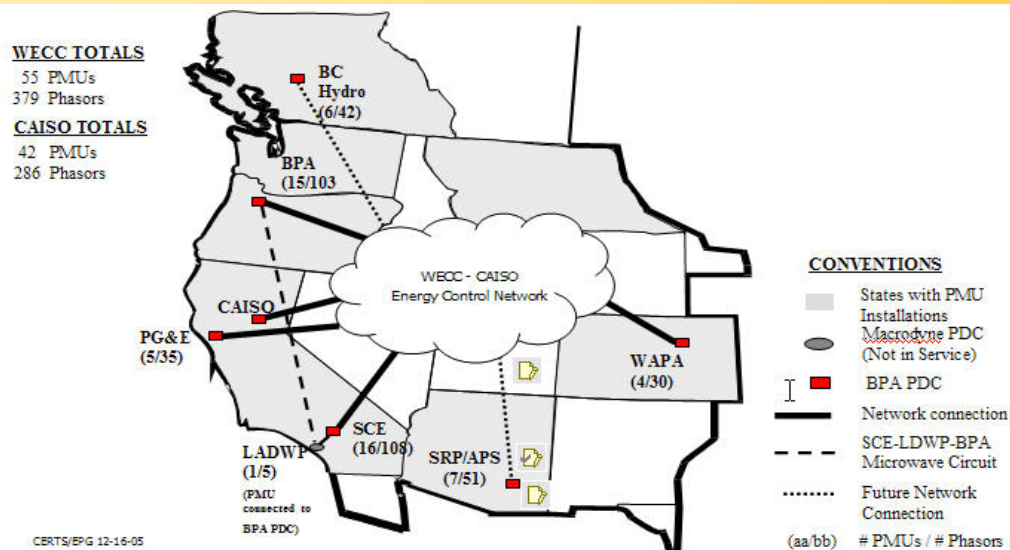 WECC TOTALS
55 PMUs
379 Phasors
CAISO TOTALS
42 PMUs
286 Phasors
BC
Hydro
(6/42)
BPA
(15/103
WECC - CAISO
Energy Control Network
CAISO
PG&E
(5/35)
WAPA
(4/30)
SCE
(16/108)
LADWP
(1/5)
(PMU
connected to
BPA PDC)
SRP/APS
(7/51)
CONVENTIONS
States with PMU
Installations
Macrodyne PDC
(Not in Service)
BPA PDC
Network connection
SCE-LDWP-BPA
Microwave Circuit
Future Network
Connection
(aa/bb) # PMUs / # Phasors
CERTS/EPG 12-16-05